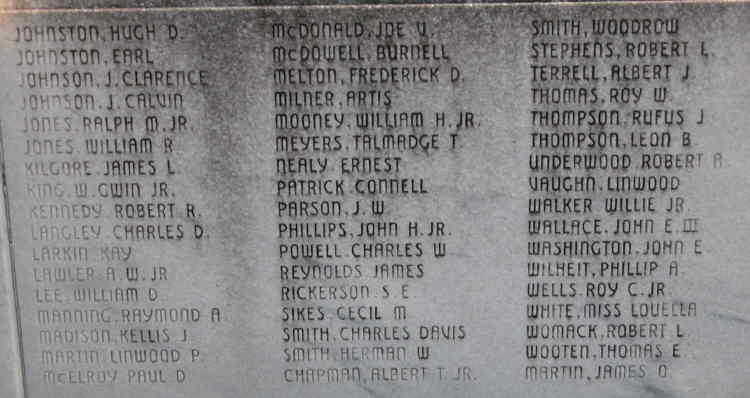 JOHNSTON, HUGH D.
JOHNSTON, EARL
JOHNSON, J. CLARENCE
JOHNSON, J. CALVIN
JONES, RALPH M. JR.
JONES, WILLIAM R
KILGORE, JAMES L.
KING, W. GWIN JR.
KENNEDY, ROBERT R.
LANGLEY, CHARLES D.
LARKIN, KAY
LAWLER, A. W. JR
LEE, WILLIAM D
MANNING, RAYMOND A.
MADISON, KELLIS J
MARTIN, LINWOOD P.
McELROY PAUL D
McDONALD, JOE V.
McDOWELL, BURNELL
MELTON, FREDERICK D.
MILNER, ARTIS
MOONEY, WILLIAM H. JR.
MEYERS, TALMADGE T.
NEALY ERNEST
PATRICK CONNELL
PARSON, J. W
PHILLIPS, JOHN H. JR.
POWELL, CHARLES W
REYNOLDS JAMES
RICKERSON S. E
SIKES, CECIL M
SMITH, CHARLES DAVIS
SMITH, HERMAN W
CHAPMAN, ALBERT T. JR.
SMITH, WOODROW
STEPHENS, ROBERT L.
TERRELL, ALBERT J
THOMAS, ROY W.
THOMPSON, RUFUS J
THOMPSON, LEON B.
UNDERWOOD, ROBERT A.
VAUGHN, LINWOOD
WALKER WILLIE JR.
WALLACE, JOHN E. III
WASHINGTON, JOHN E
WILHEIT, PHILLIP A.
WELLS, ROY C. JR.
WHITE, MISS LOUELLA
WOMACK, ROBERT L
WOOTEN, THOMAS E.
MARTIN, JAMES O.